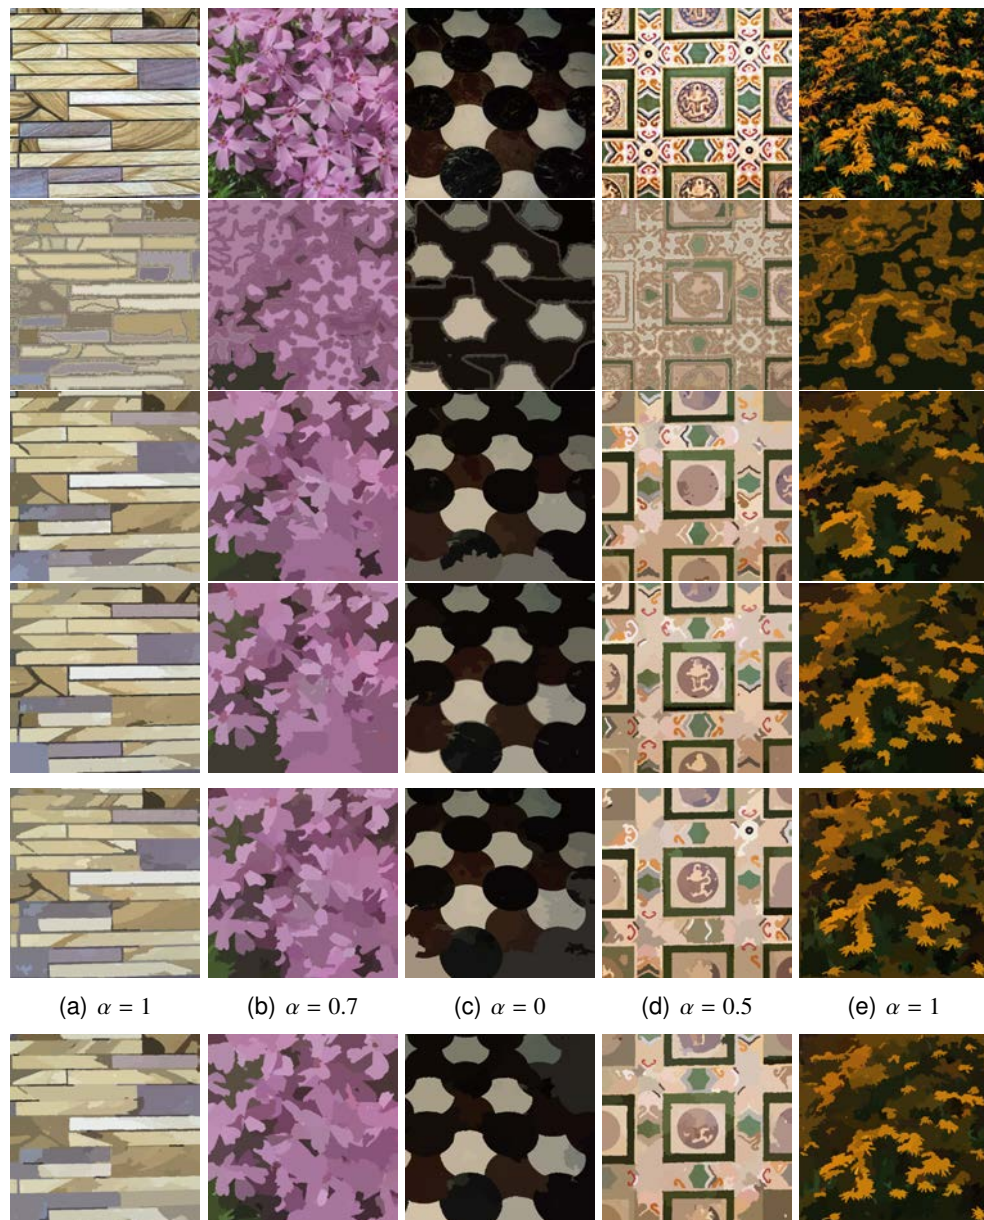 (a) α = 1 (b) α = 0.7 (c) α = 0 (d) α = 0.5 (e) α = 1